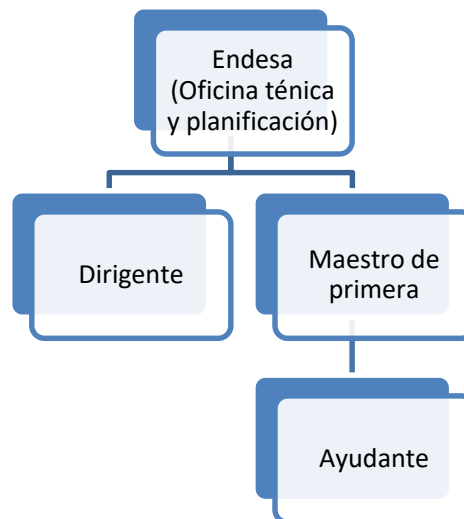 Endesa
(Oficina ténica
y planificación)
Dirigente
Maestro de
primera
Ayudante